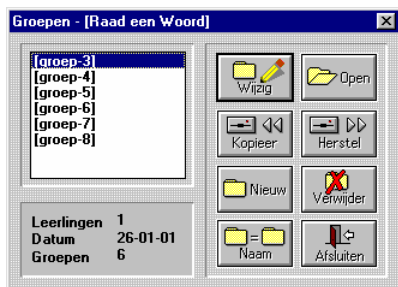 Groepen - [Raad een Woord]
[groep-3]
[groep-4]
[groep-5]
[groep-6]
[groep-7]
[groep-8]
Wijzig
Open
Kopieer
Herstel
Nieuw
Verwijder
Naam
Afsluiten
Leerlingen 1
Datum 26-01-01
Groepen 6